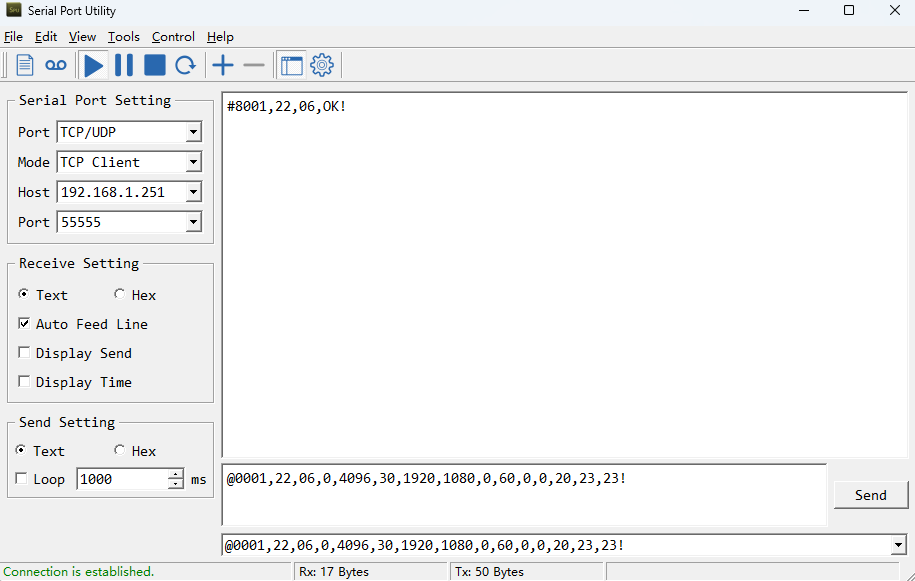 Serial Port Utility
File Edit View Tools Control Help
Serial Port Setting
Port TCP/UDP
Mode TCP Client
Host 192.168.1.251
Port 55555
Receive Setting
Text Hex
Auto Feed Line
Display Send
Display Time
Send Setting
Text Hex
Loop 1000 ms
#8001,22,06,OK!
@0001,22,06,0,4096,30,1920,1080,0,60,0,0,20,23,23!
Send
@0001,22,06,0,4096,30,1920,1080,0,60,0,0,20,23,23!
Connection is established. Rx: 17 Bytes Tx: 50 Bytes